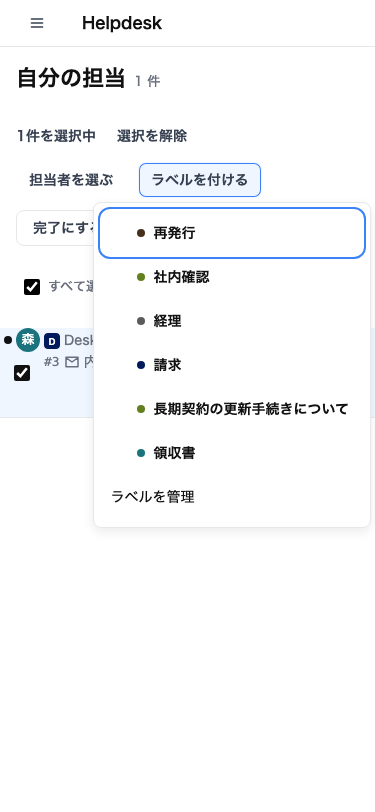 Helpdesk
自分の担当 1 件
1件を選択中 選択を解除
担当者を選ぶ ラベルを付ける
完了にす
再発行
すべて
社内確認
経理
森 D Desk
#3
請求
長期契約の更新手続きについて
領収書
ラベルを管理